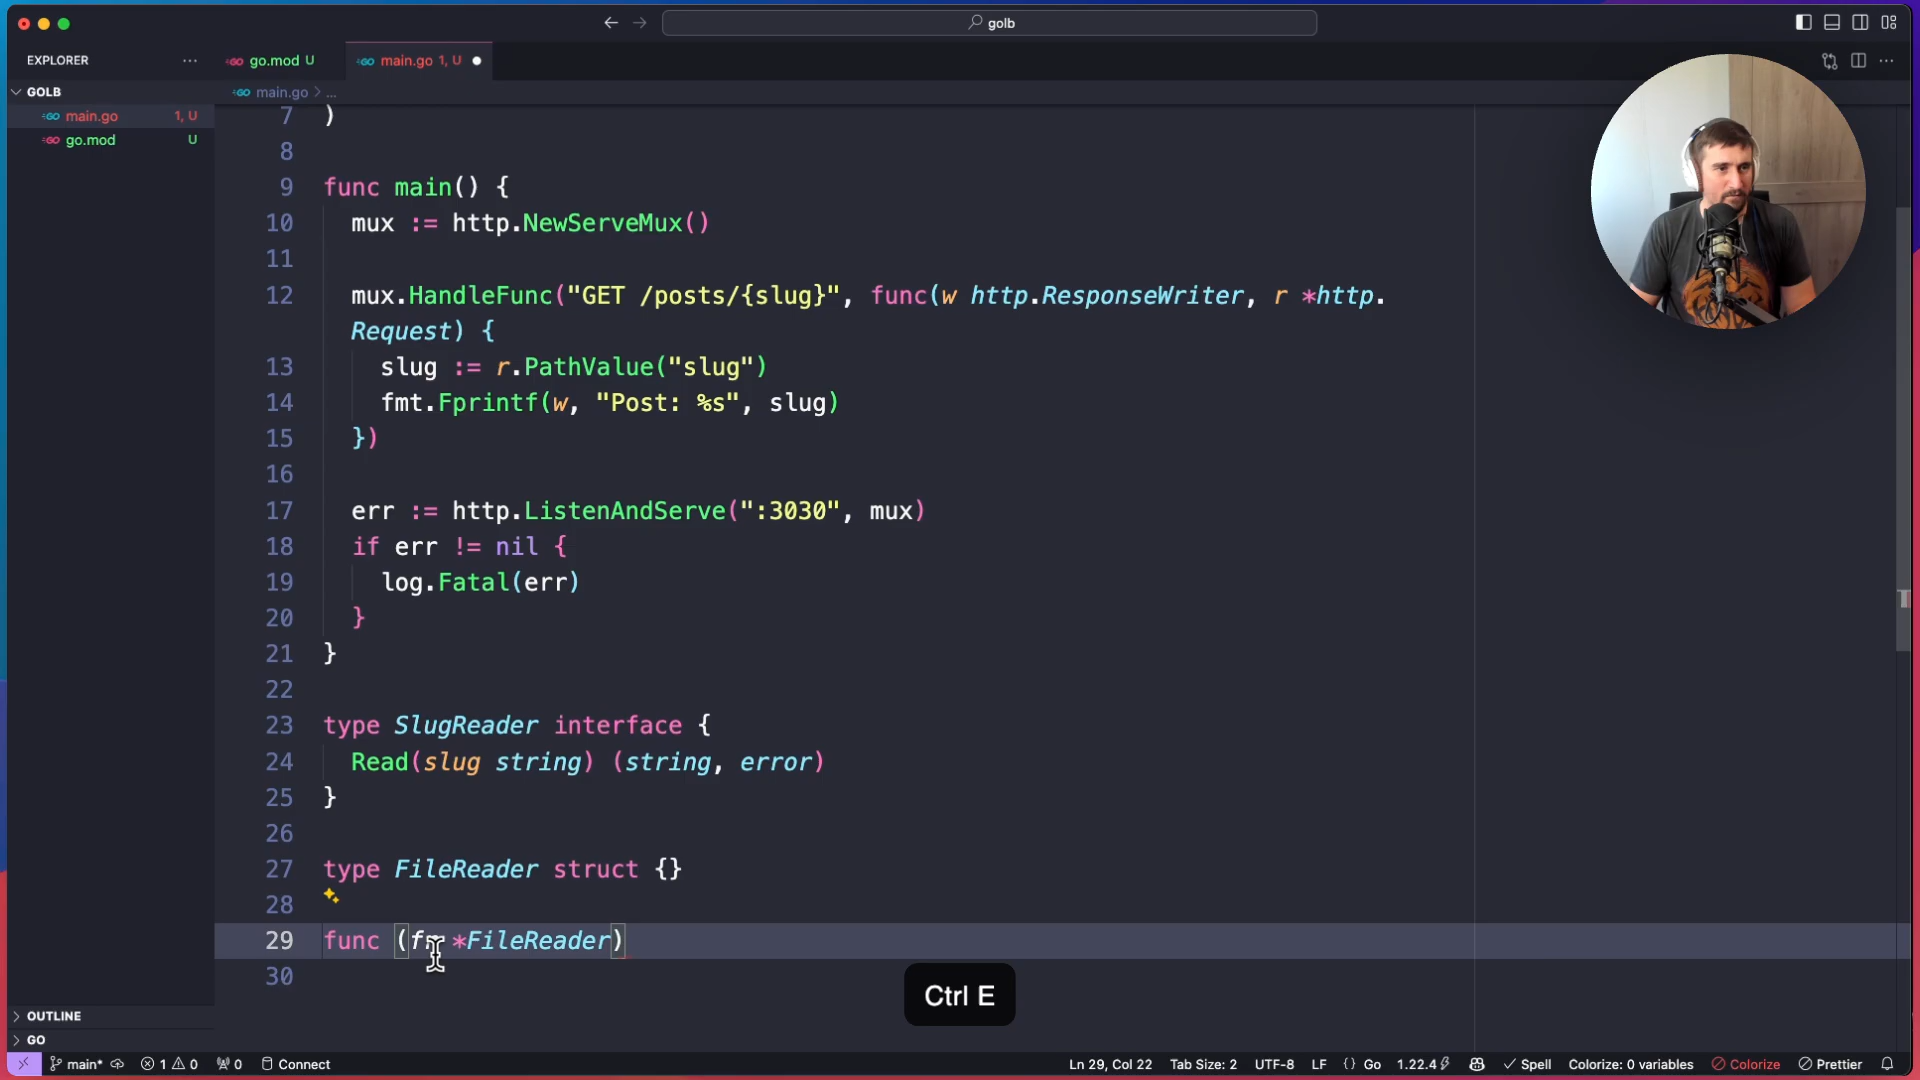 golb
EXPLORER
go.mod U
main.go 1, U
GOLB
main.go 1, U
go.mod U
main.go > ...
7 )
8
9 func main() {
10 mux := http.NewServeMux()
11
12 mux.HandleFunc("GET /posts/{slug}", func(w http.ResponseWriter, r *http.
Request) {
13 slug := r.PathValue("slug")
14 fmt.Fprintf(w, "Post: %s", slug)
15 })
16
17 err := http.ListenAndServe(":3030", mux)
18 if err != nil {
19 log.Fatal(err)
20 }
21 }
22
23 type SlugReader interface {
24 Read(slug string) (string, error)
25 }
26
27 type FileReader struct {}
28
29 func (fr *FileReader)
30
Ctrl E
OUTLINE
GO
main* 1 0 0 Connect
Ln 29, Col 22 Tab Size: 2 UTF-8 LF {} Go 1.22.4 Spell Colorize: 0 variables Colorize Prettier